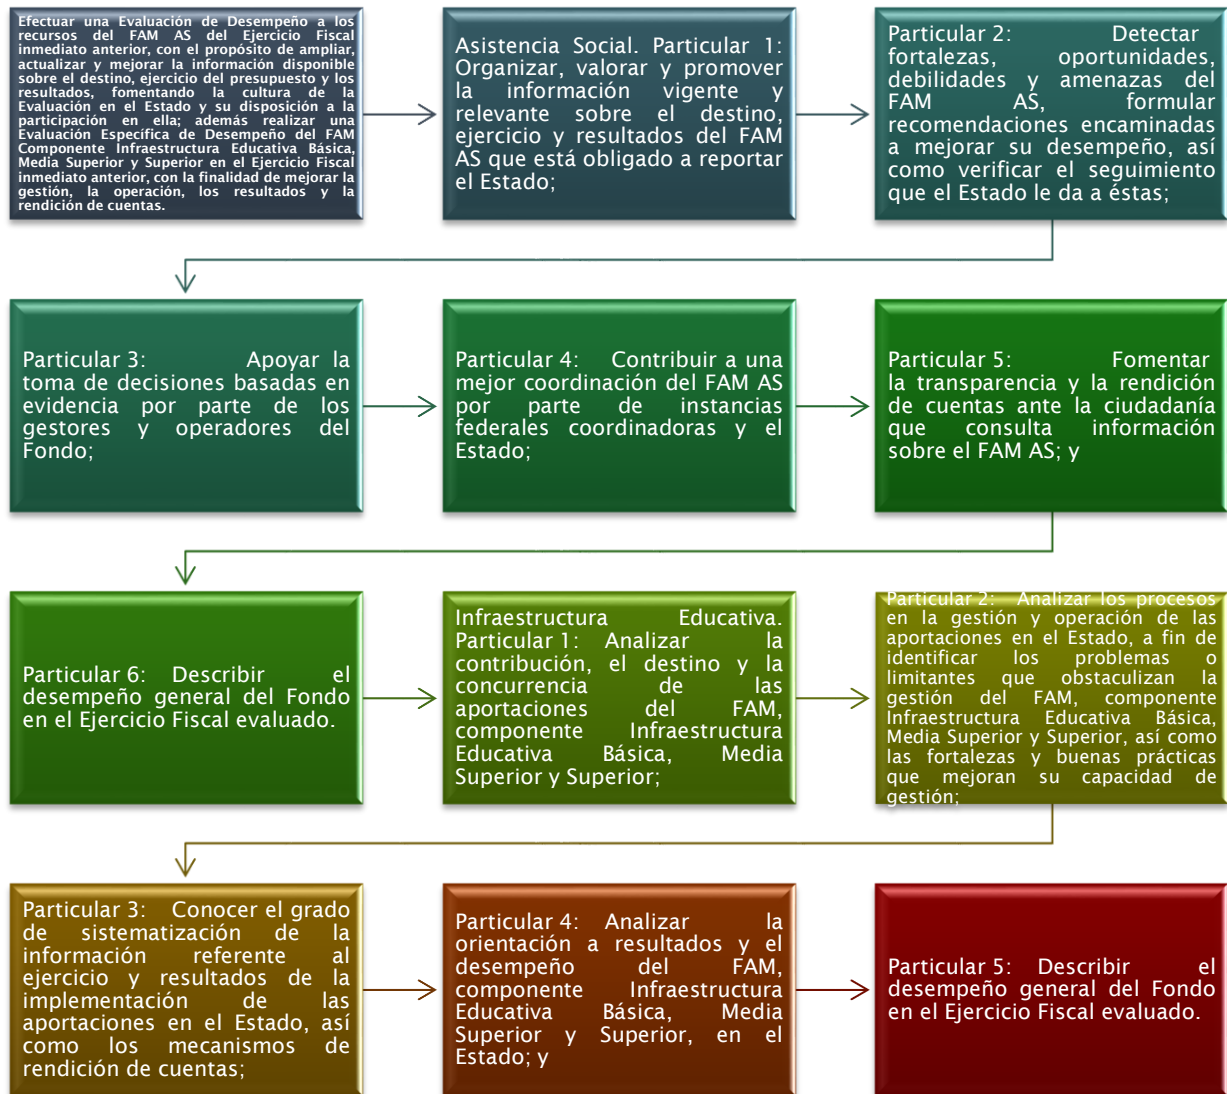 Efectuar una Evaluación de Desempeño a los
recursos del FAM AS del Ejercicio Fiscal
inmediato anterior, con el propósito de ampliar,
actualizar y mejorar la información disponible
sobre el destino, ejercicio del presupuesto y los
resultados, fomentando la cultura de la
Evaluación en el Estado y su disposición a la
participación en ella; además realizar una
Evaluación Específica de Desempeño del FAM
Componente Infraestructura Educativa Básica,
Media Superior y Superior en el Ejercicio Fiscal
inmediato anterior, con la finalidad de mejorar la
gestión, la operación, los resultados y la
rendición de cuentas.
Asistencia Social. Particular 1:
Organizar, valorar y promover
la información vigente y
relevante sobre el destino,
ejercicio y resultados del FAM
AS que está obligado a reportar
el Estado;
Particular 2: Detectar
fortalezas, oportunidades,
debilidades y amenazas del
FAM AS, formular
recomendaciones encaminadas
a mejorar su desempeño, así
como verificar el seguimiento
que el Estado le da a éstas;
Particular 3: Apoyar la
toma de decisiones basadas en
evidencia por parte de los
gestores y operadores del
Fondo;
Particular 4: Contribuir a una
mejor coordinación del FAM AS
por parte de instancias
federales coordinadoras y el
Estado;
Particular 5: Fomentar
la transparencia y la rendición
de cuentas ante la ciudadanía
que consulta información
sobre el FAM AS; y
Particular 6: Describir el
desempeño general del Fondo
en el Ejercicio Fiscal evaluado.
Infraestructura Educativa.
Particular 1: Analizar la
contribución, el destino y la
concurrencia de las
aportaciones del FAM,
componente Infraestructura
Educativa Básica, Media
Superior y Superior;
Particular 2: Analizar los procesos
en la gestión y operación de las
aportaciones en el Estado, a fin de
identificar los problemas o
limitantes que obstaculizan la
gestión del FAM, componente
Infraestructura Educativa Básica,
Media Superior y Superior, así como
las fortalezas y buenas prácticas
que mejoran su capacidad de
gestión;
Particular 3: Conocer el grado
de sistematización de la
información referente al
ejercicio y resultados de la
implementación de las
aportaciones en el Estado, así
como los mecanismos de
rendición de cuentas;
Particular 4: Analizar la
orientación a resultados y el
desempeño del FAM,
componente Infraestructura
Educativa Básica, Media
Superior y Superior, en el
Estado; y
Particular 5: Describir el
desempeño general del Fondo
en el Ejercicio Fiscal evaluado.